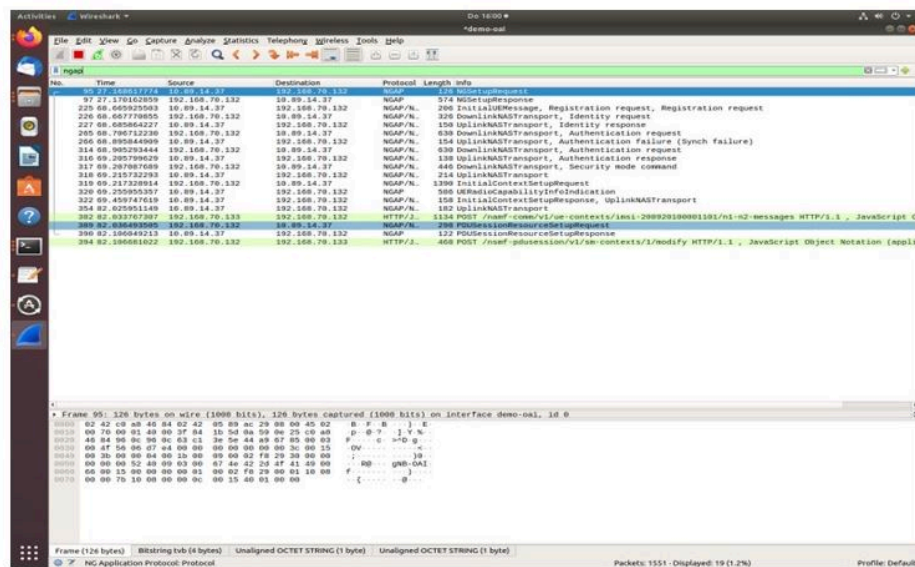 Activities Wireshark Do 16:00
*demo-oai
File Edit View Go Capture Analyze Statistics Telephony Wireless Tools Help
ngap
No. Time Source Destination Protocol Length Info
95 27.168617774 10.89.14.37 192.168.70.132 NGAP 126 NGSetupRequest
97 27.170162859 192.168.70.132 10.89.14.37 NGAP 574 NGSetupResponse
225 68.665925503 10.89.14.37 192.168.70.132 NGAP/N… 206 InitialUEMessage, Registration request, Registration request
226 68.667770855 192.168.70.132 10.89.14.37 NGAP/N… 326 DownlinkNASTransport, Identity request
227 68.685864227 10.89.14.37 192.168.70.132 NGAP/N… 150 UplinkNASTransport, Identity response
265 68.706712230 192.168.70.132 10.89.14.37 NGAP/N… 630 DownlinkNASTransport, Authentication request
266 68.895844909 10.89.14.37 192.168.70.132 NGAP/N… 154 UplinkNASTransport, Authentication failure (Synch failure)
314 68.905293444 192.168.70.132 10.89.14.37 NGAP/N… 630 DownlinkNASTransport, Authentication request
316 69.205799629 10.89.14.37 192.168.70.132 NGAP/N… 138 UplinkNASTransport, Authentication response
317 69.207087689 192.168.70.132 10.89.14.37 NGAP/N… 446 DownlinkNASTransport, Security mode command
318 69.215732293 10.89.14.37 192.168.70.132 NGAP/N… 214 UplinkNASTransport
319 69.217328914 192.168.70.132 10.89.14.37 NGAP/N… 1390 InitialContextSetupRequest
320 69.255955357 10.89.14.37 192.168.70.132 NGAP 506 UERadioCapabilityInfoIndication
322 69.459747619 10.89.14.37 192.168.70.132 NGAP/N… 158 InitialContextSetupResponse, UplinkNASTransport
354 82.025951149 10.89.14.37 192.168.70.132 NGAP/N… 182 UplinkNASTransport
382 82.033767307 192.168.70.133 192.168.70.132 HTTP/J… 1134 POST /namf-comm/v1/ue-contexts/imsi-208920100001101/n1-n2-messages HTTP/1.1 , JavaScript O
389 82.036493505 192.168.70.132 10.89.14.37 NGAP/N… 298 PDUSessionResourceSetupRequest
390 82.106049213 10.89.14.37 192.168.70.132 NGAP 122 PDUSessionResourceSetupResponse
394 82.106681022 192.168.70.132 192.168.70.133 HTTP/J… 468 POST /nsmf-pdusession/v1/sm-contexts/1/modify HTTP/1.1 , JavaScript Object Notation (appli
Frame 95: 126 bytes on wire (1008 bits), 126 bytes captured (1008 bits) on interface demo-oai, id 0
Frame (126 bytes) Bitstring tvb (4 bytes) Unaligned OCTET STRING (1 byte) Unaligned OCTET STRING (1 byte)
NG Application Protocol: Protocol Packets: 1551 · Displayed: 19 (1.2%) Profile: Default